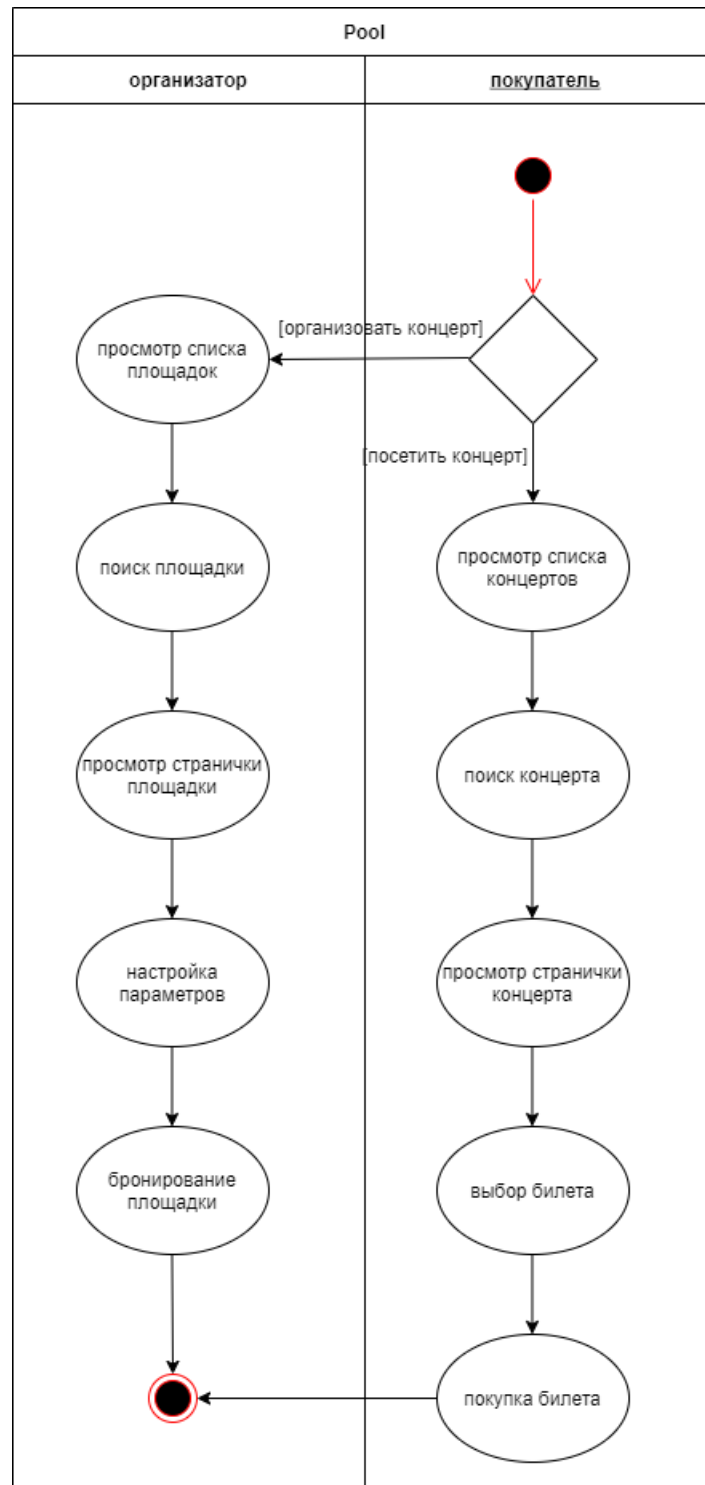 Pool
организатор
покупатель
[организовать концерт]
просмотр списка
площадок
[посетить концерт]
поиск площадки
просмотр списка
концертов
просмотр странички
площадки
поиск концерта
настройка
параметров
просмотр странички
концерта
бронирование
площадки
выбор билета
покупка билета